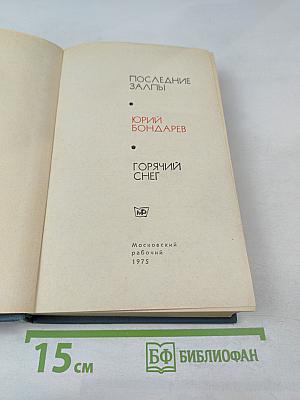 ПОСЛЕДНИЕ
ЗАЛПЫ
ЮРИЙ
БОНДАРЕВ
ГОРЯЧИЙ
СНЕГ
МР
Московский
рабочий
1975
15 см
БФ БИБЛИОФАН